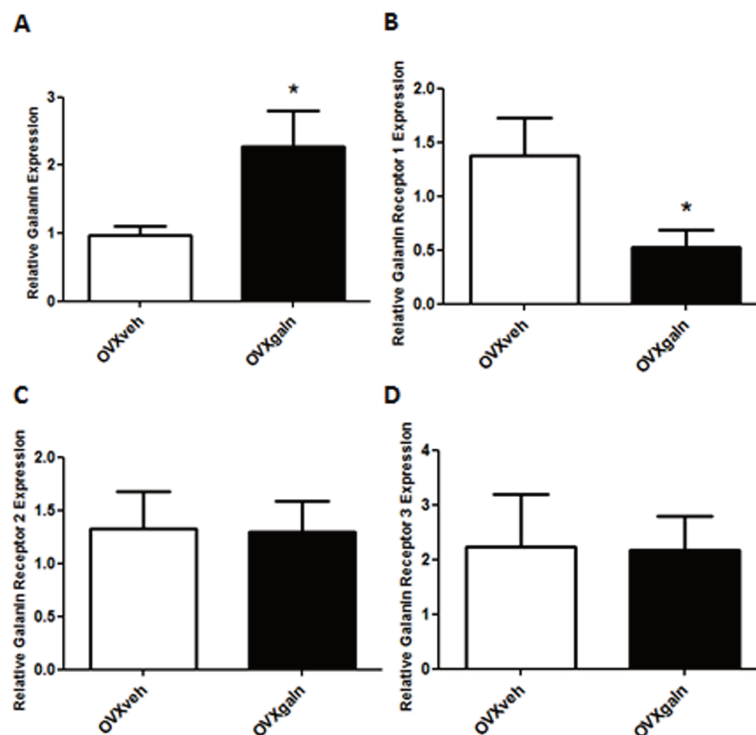 A
Relative Galanin Expression
3
2
1
0
*
OVXveh
OVXgaln
B
Relative Galanin Receptor 1 Expression
2.0
1.5
1.0
0.5
0.0
*
OVXveh
OVXgaln
C
Relative Galanin Receptor 2 Expression
2.0
1.5
1.0
0.5
0.0
OVXveh
OVXgaln
D
Relative Galanin Receptor 3 Expression
4
3
2
1
0
OVXveh
OVXgaln